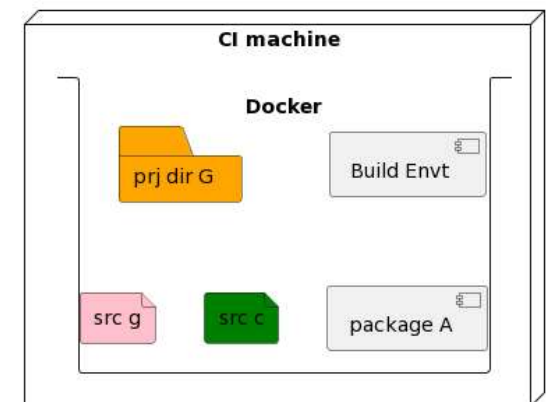 CI machine
Docker
prj dir G
Build Envt
src g
src c
package A